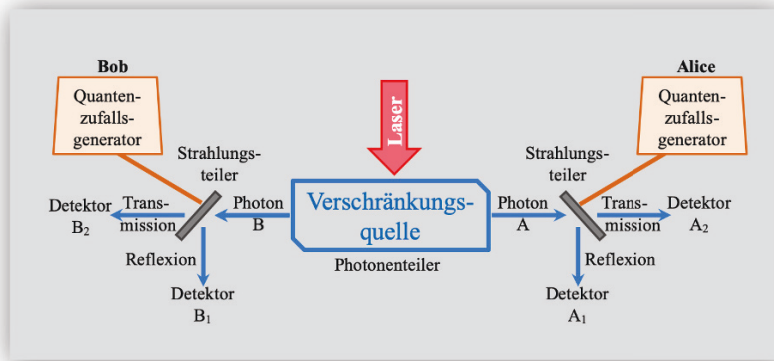 Bob
Quanten-
zufalls-
generator
Alice
Quanten-
zufalls-
generator
Laser
Strahlungs-
teiler
Strahlungs-
teiler
Detektor
B2
Trans-
mission
Photon
B
Verschränkungs-
quelle
Photon
A
Trans-
mission
Detektor
A2
Reflexion
Photonenteiler
Reflexion
Detektor
B1
Detektor
A1